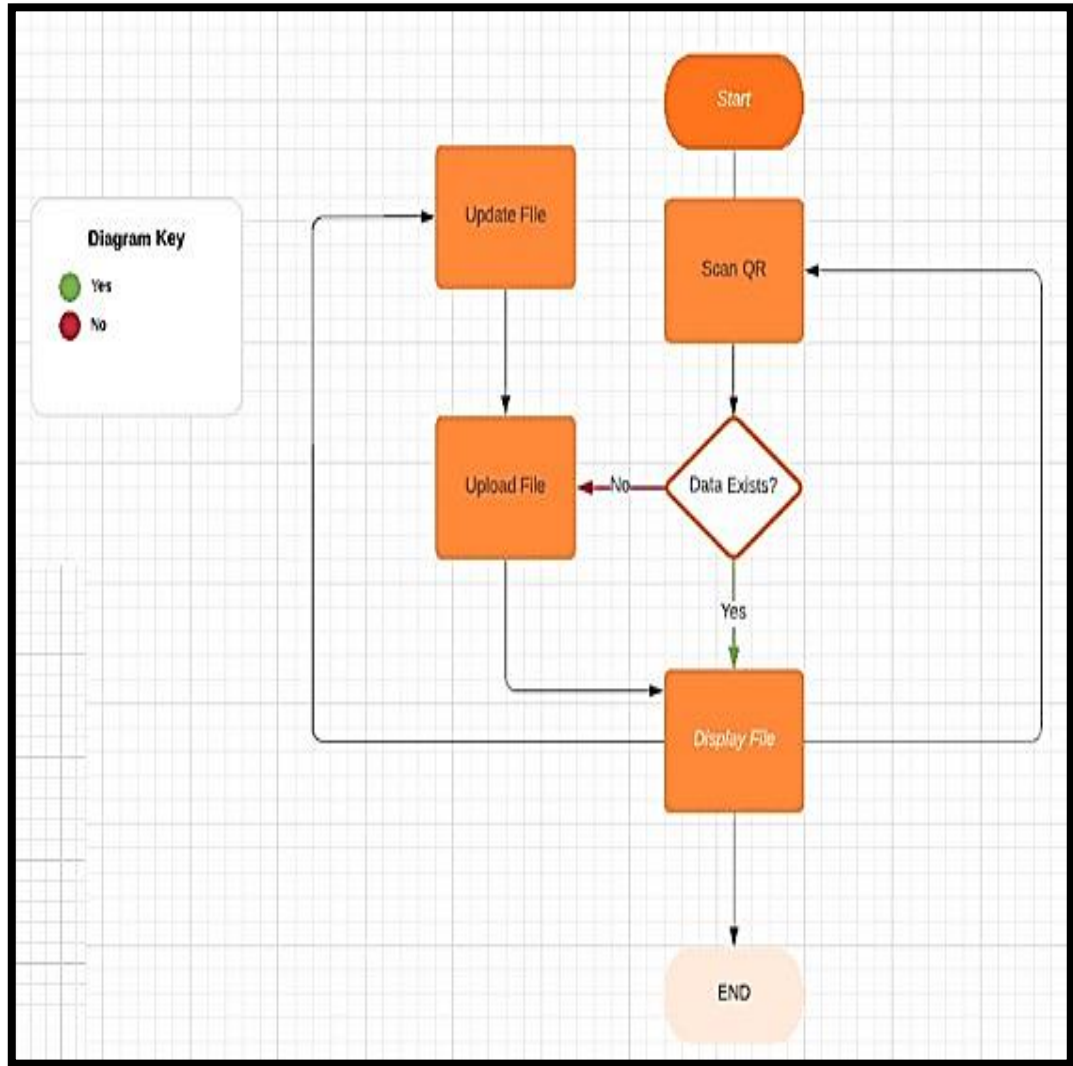 Start
Update File
Scan QR
Diagram Key
Yes
No
Upload File
No
Data Exists?
Yes
Display File
END